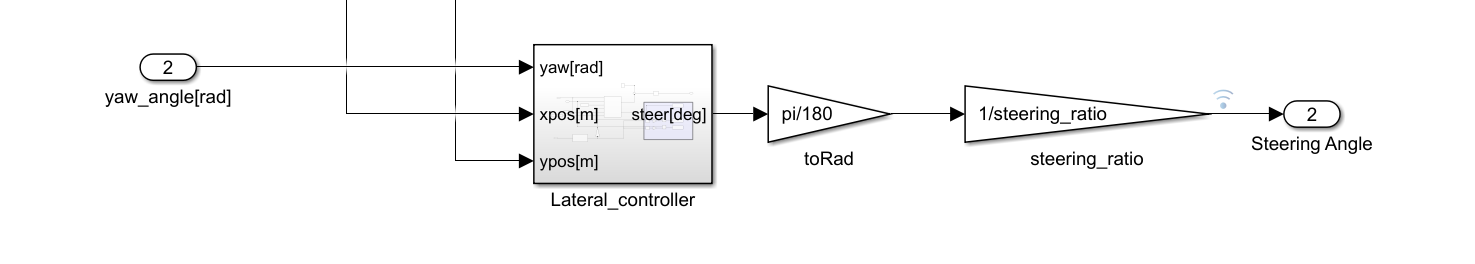 2
yaw_angle[rad]
yaw[rad]
xpos[m]
steer[deg]
ypos[m]
Lateral_controller
pi/180
toRad
1/steering_ratio
steering_ratio
2
Steering Angle